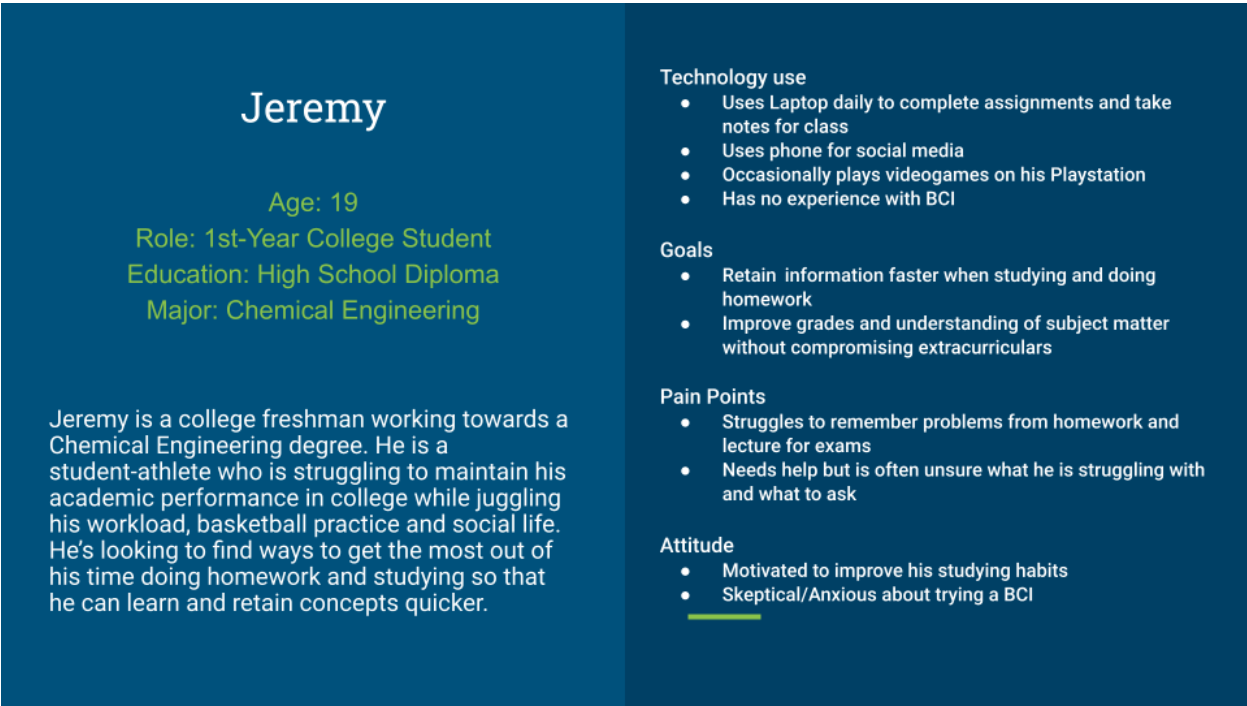 Jeremy
Age: 19
Role: 1st-Year College Student
Education: High School Diploma
Major: Chemical Engineering
Jeremy is a college freshman working towards a
Chemical Engineering degree. He is a
student-athlete who is struggling to maintain his
academic performance in college while juggling
his workload, basketball practice and social life.
He's looking to find ways to get the most out of
his time doing homework and studying so that
he can learn and retain concepts quicker.
Technology use
● Uses Laptop daily to complete assignments and take
notes for class
● Uses phone for social media
● Occasionally plays videogames on his Playstation
● Has no experience with BCI
Goals
● Retain information faster when studying and doing
homework
● Improve grades and understanding of subject matter
without compromising extracurriculars
Pain Points
● Struggles to remember problems from homework and
lecture for exams
● Needs help but is often unsure what he is struggling with
and what to ask
Attitude
● Motivated to improve his studying habits
● Skeptical/Anxious about trying a BCI